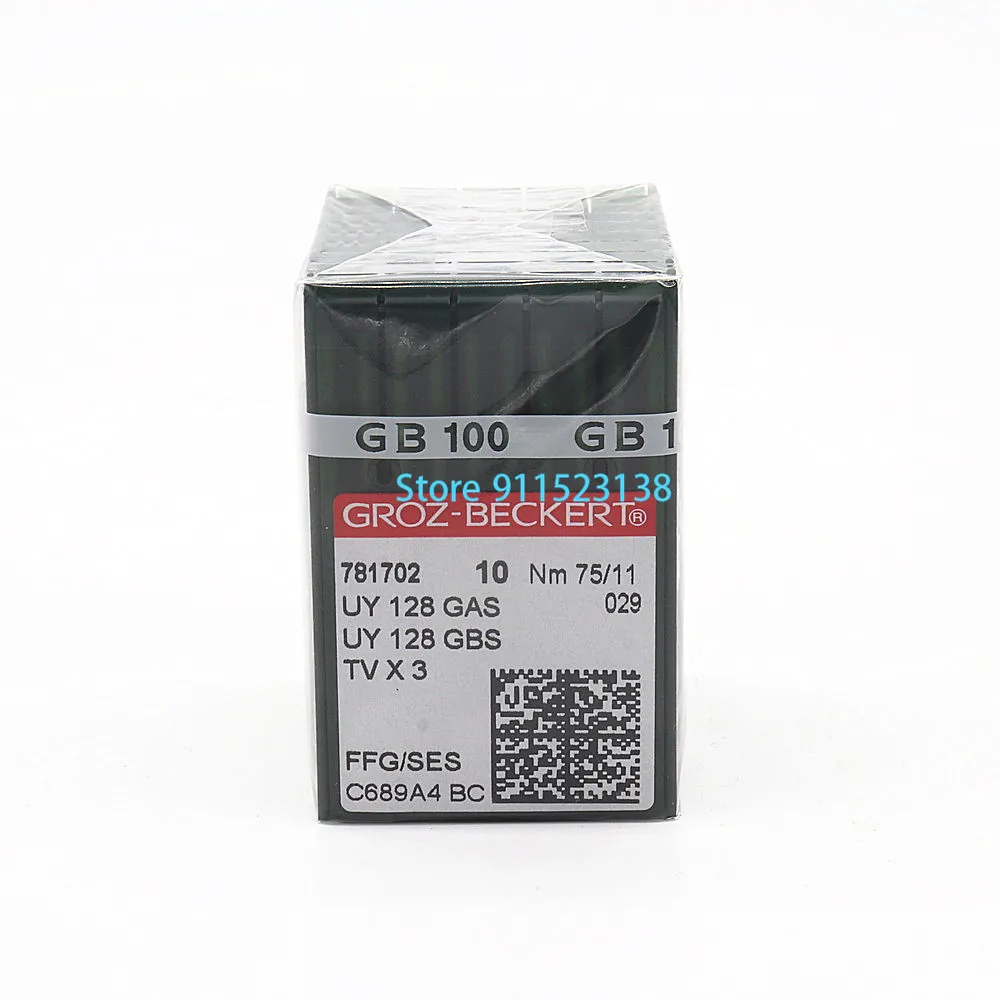 GB 100 GB 1
Store 911523138
GROZ-BECKERT®
781702 10 Nm 75/11
UY 128 GAS 029
UY 128 GBS
TV X 3
FFG/SES
C689A4 BC